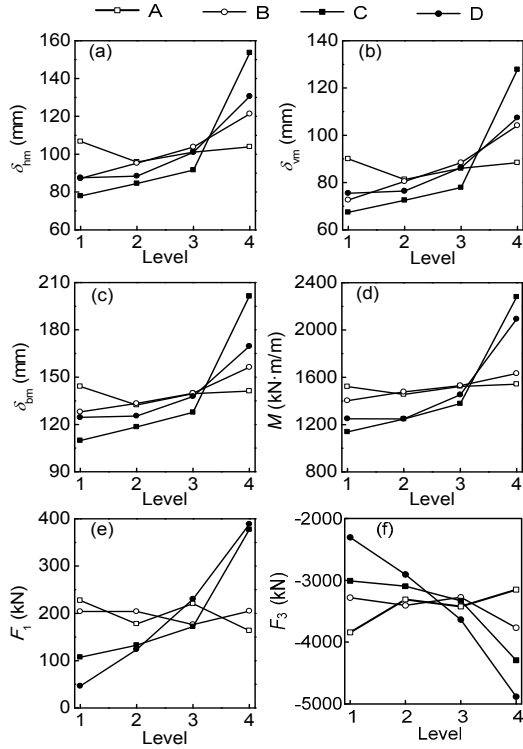 A B C D
(a)
160
140
120
100
80
60
δhm (mm)
1 2 3 4
Level
(b)
140
120
100
80
60
δvm (mm)
1 2 3 4
Level
(c)
210
180
150
120
90
δbm (mm)
1 2 3 4
Level
(d)
2400
2000
1600
1200
800
M (kN·m/m)
1 2 3 4
Level
(e)
400
300
200
100
0
F1 (kN)
1 2 3 4
Level
(f)
-2000
-3000
-4000
-5000
F3 (kN)
1 2 3 4
Level